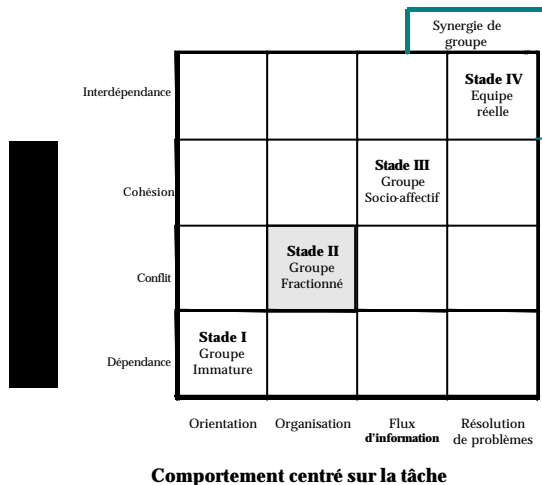 Synergie de
groupe
Interdépendance
Stade IV
Equipe
réelle
Cohésion
Stade III
Groupe
Socio-affectif
Conflit
Stade II
Groupe
Fractionné
Dépendance
Stade I
Groupe
Immature
Orientation
Organisation
Flux
d'information
Résolution
de problèmes
Comportement centré sur la tâche